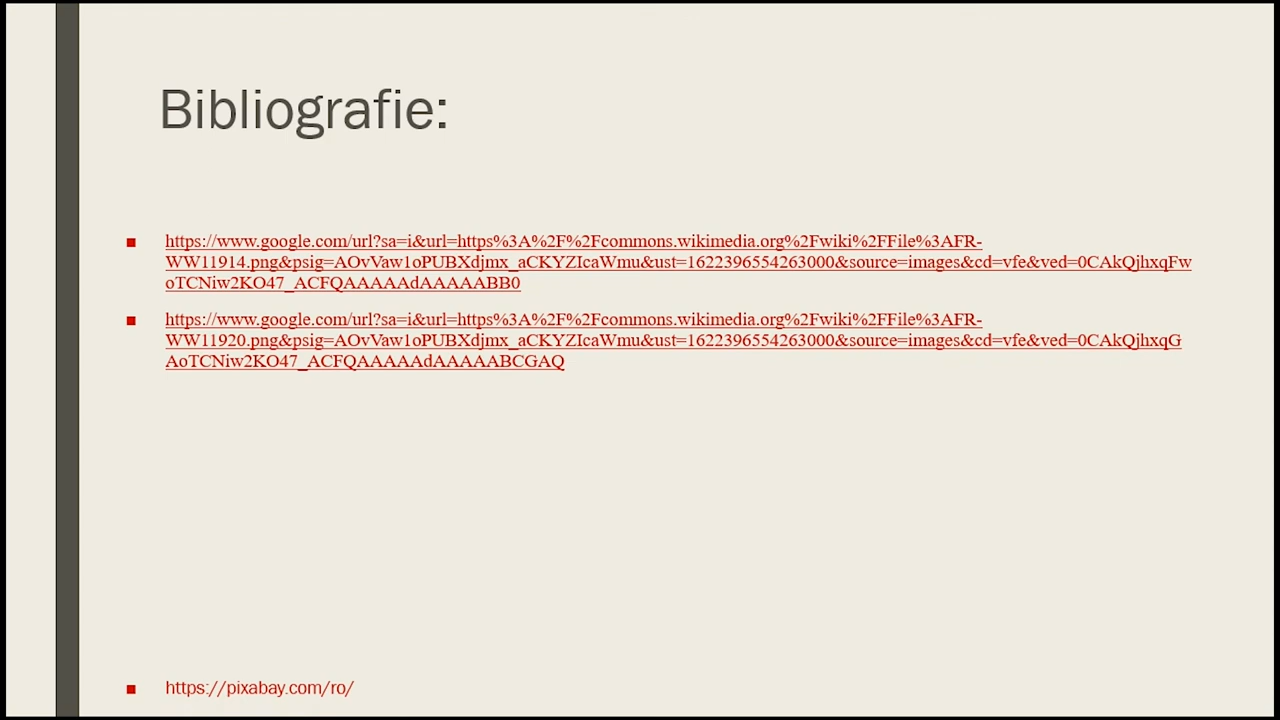 Bibliografie:
https://www.google.com/url?sa=i&url=https%3A%2F%2Fcommons.wikimedia.org%2Fwiki%2FFile%3AFR-
WW11914.png&psig=AOvVaw1oPUBXdjmx_aCKYZIcaWmu&ust=1622396554263000&source=images&cd=vfe&ved=0CAkQjhxqFw
oTCNiw2KO47_ACFQAAAAAdAAAAABB0
https://www.google.com/url?sa=i&url=https%3A%2F%2Fcommons.wikimedia.org%2Fwiki%2FFile%3AFR-
WW11920.png&psig=AOvVaw1oPUBXdjmx_aCKYZIcaWmu&ust=1622396554263000&source=images&cd=vfe&ved=0CAkQjhxqG
AoTCNiw2KO47_ACFQAAAAAdAAAAABCGAQ
https://pixabay.com/ro/